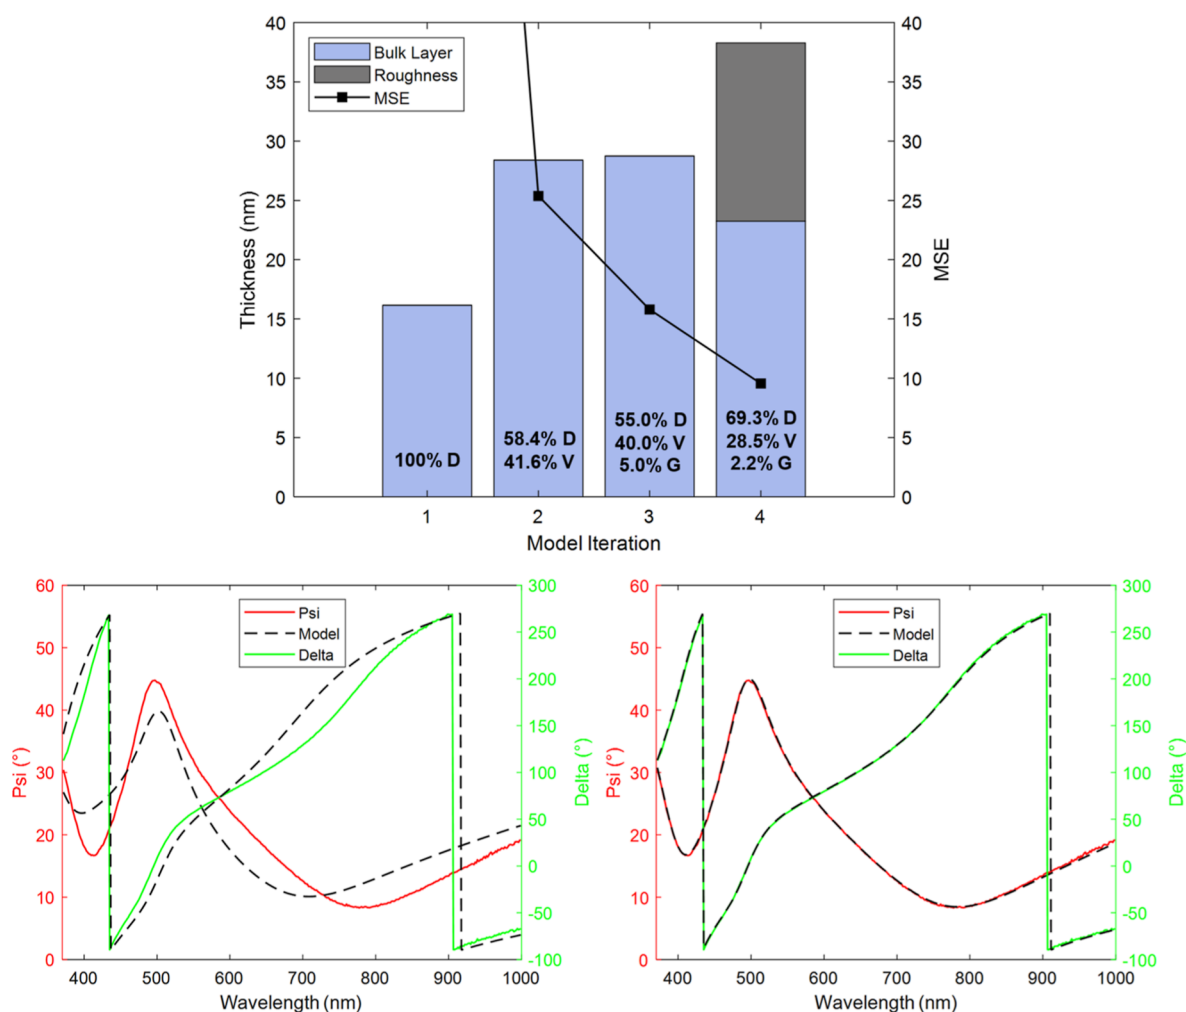 40
35
30
25
20
15
10
5
0
Thickness (nm)
Bulk Layer
Roughness
MSE
100% D
58.4% D
41.6% V
55.0% D
40.0% V
5.0% G
69.3% D
28.5% V
2.2% G
40
35
30
25
20
15
10
5
0
MSE
1 2 3 4
Model Iteration
60
50
40
30
20
10
0
Psi (°)
Psi
Model
Delta
300
250
200
150
100
50
0
-50
-100
Delta (°)
400 500 600 700 800 900 1000
Wavelength (nm)
60
50
40
30
20
10
0
Psi (°)
Psi
Model
Delta
300
250
200
150
100
50
0
-50
-100
Delta (°)
400 500 600 700 800 900 1000
Wavelength (nm)